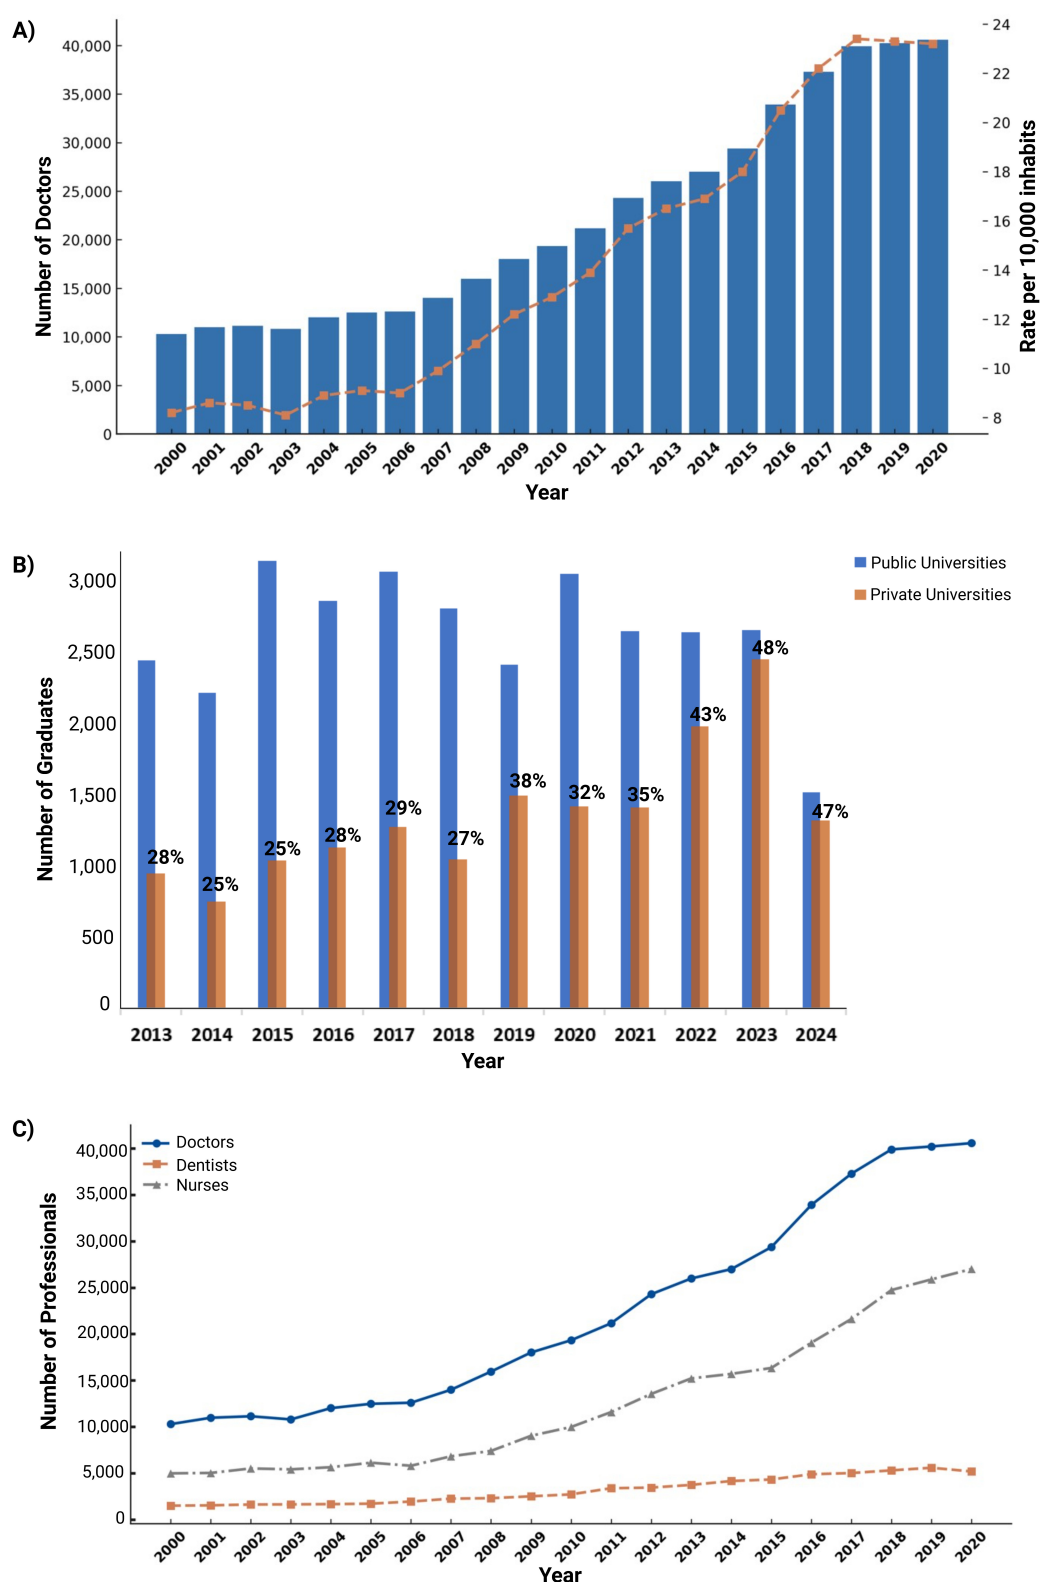 A)
Number of Doctors
40,000
35,000
30,000
25,000
20,000
15,000
10,000
5,000
0
24
22
20
18
16
14
12
10
8
Rate per 10,000 inhabits
2000 2001 2002 2003 2004 2005 2006 2007 2008 2009 2010 2011 2012 2013 2014 2015 2016 2017 2018 2019 2020
Year
B)
Public Universities
Private Universities
Number of Graduates
3,000
2,500
2,000
1,500
1,000
500
0
28% 25% 25% 28% 29% 27% 38% 32% 35% 43% 48% 47%
2013 2014 2015 2016 2017 2018 2019 2020 2021 2022 2023 2024
Year
C)
Doctors
Dentists
Nurses
Number of Professionals
40,000
35,000
30,000
25,000
20,000
15,000
10,000
5,000
0
2000 2001 2002 2003 2004 2005 2006 2007 2008 2009 2010 2011 2012 2013 2014 2015 2016 2017 2018 2019 2020
Year